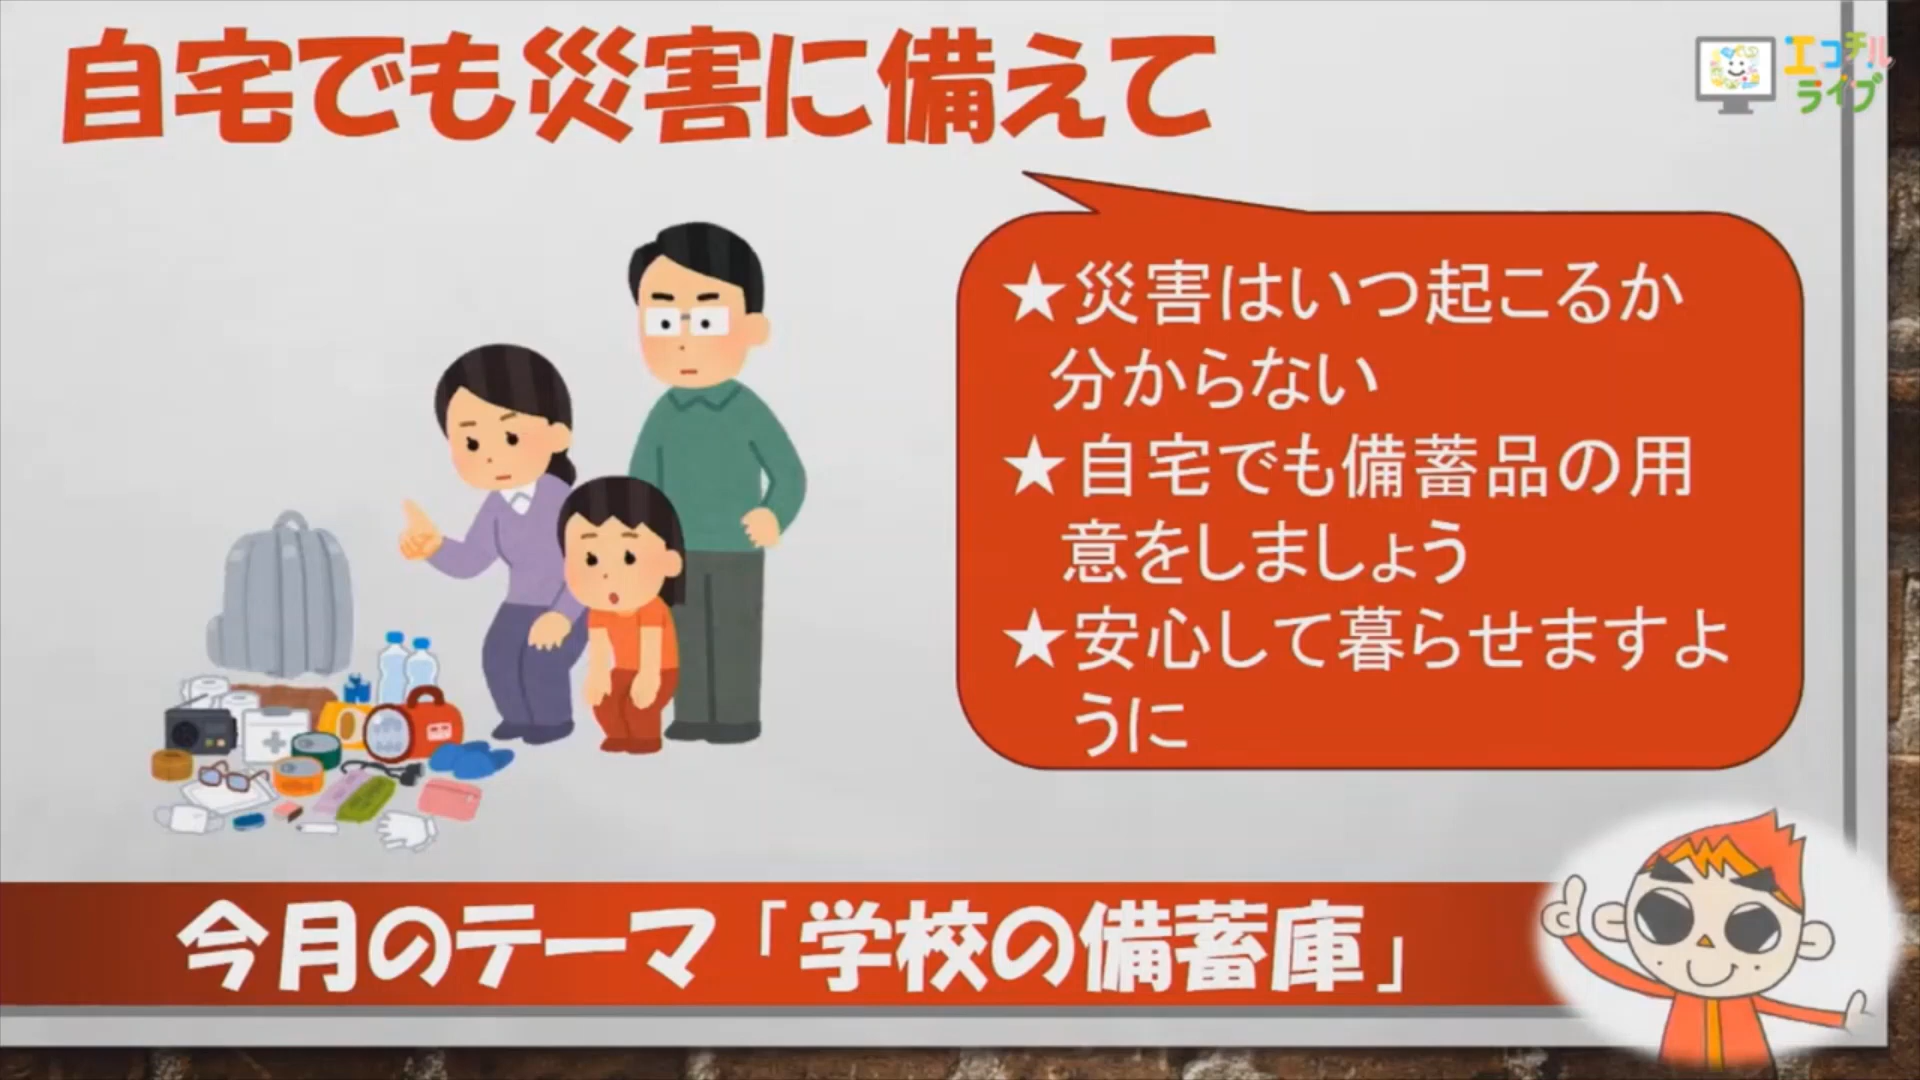 自宅でも災害に備えて
エコチル
ライブ
★災害はいつ起こるか
分からない
★自宅でも備蓄品の用
意をしましょう
★安心して暮らせますよ
うに
今月のテーマ「学校の備蓄庫」